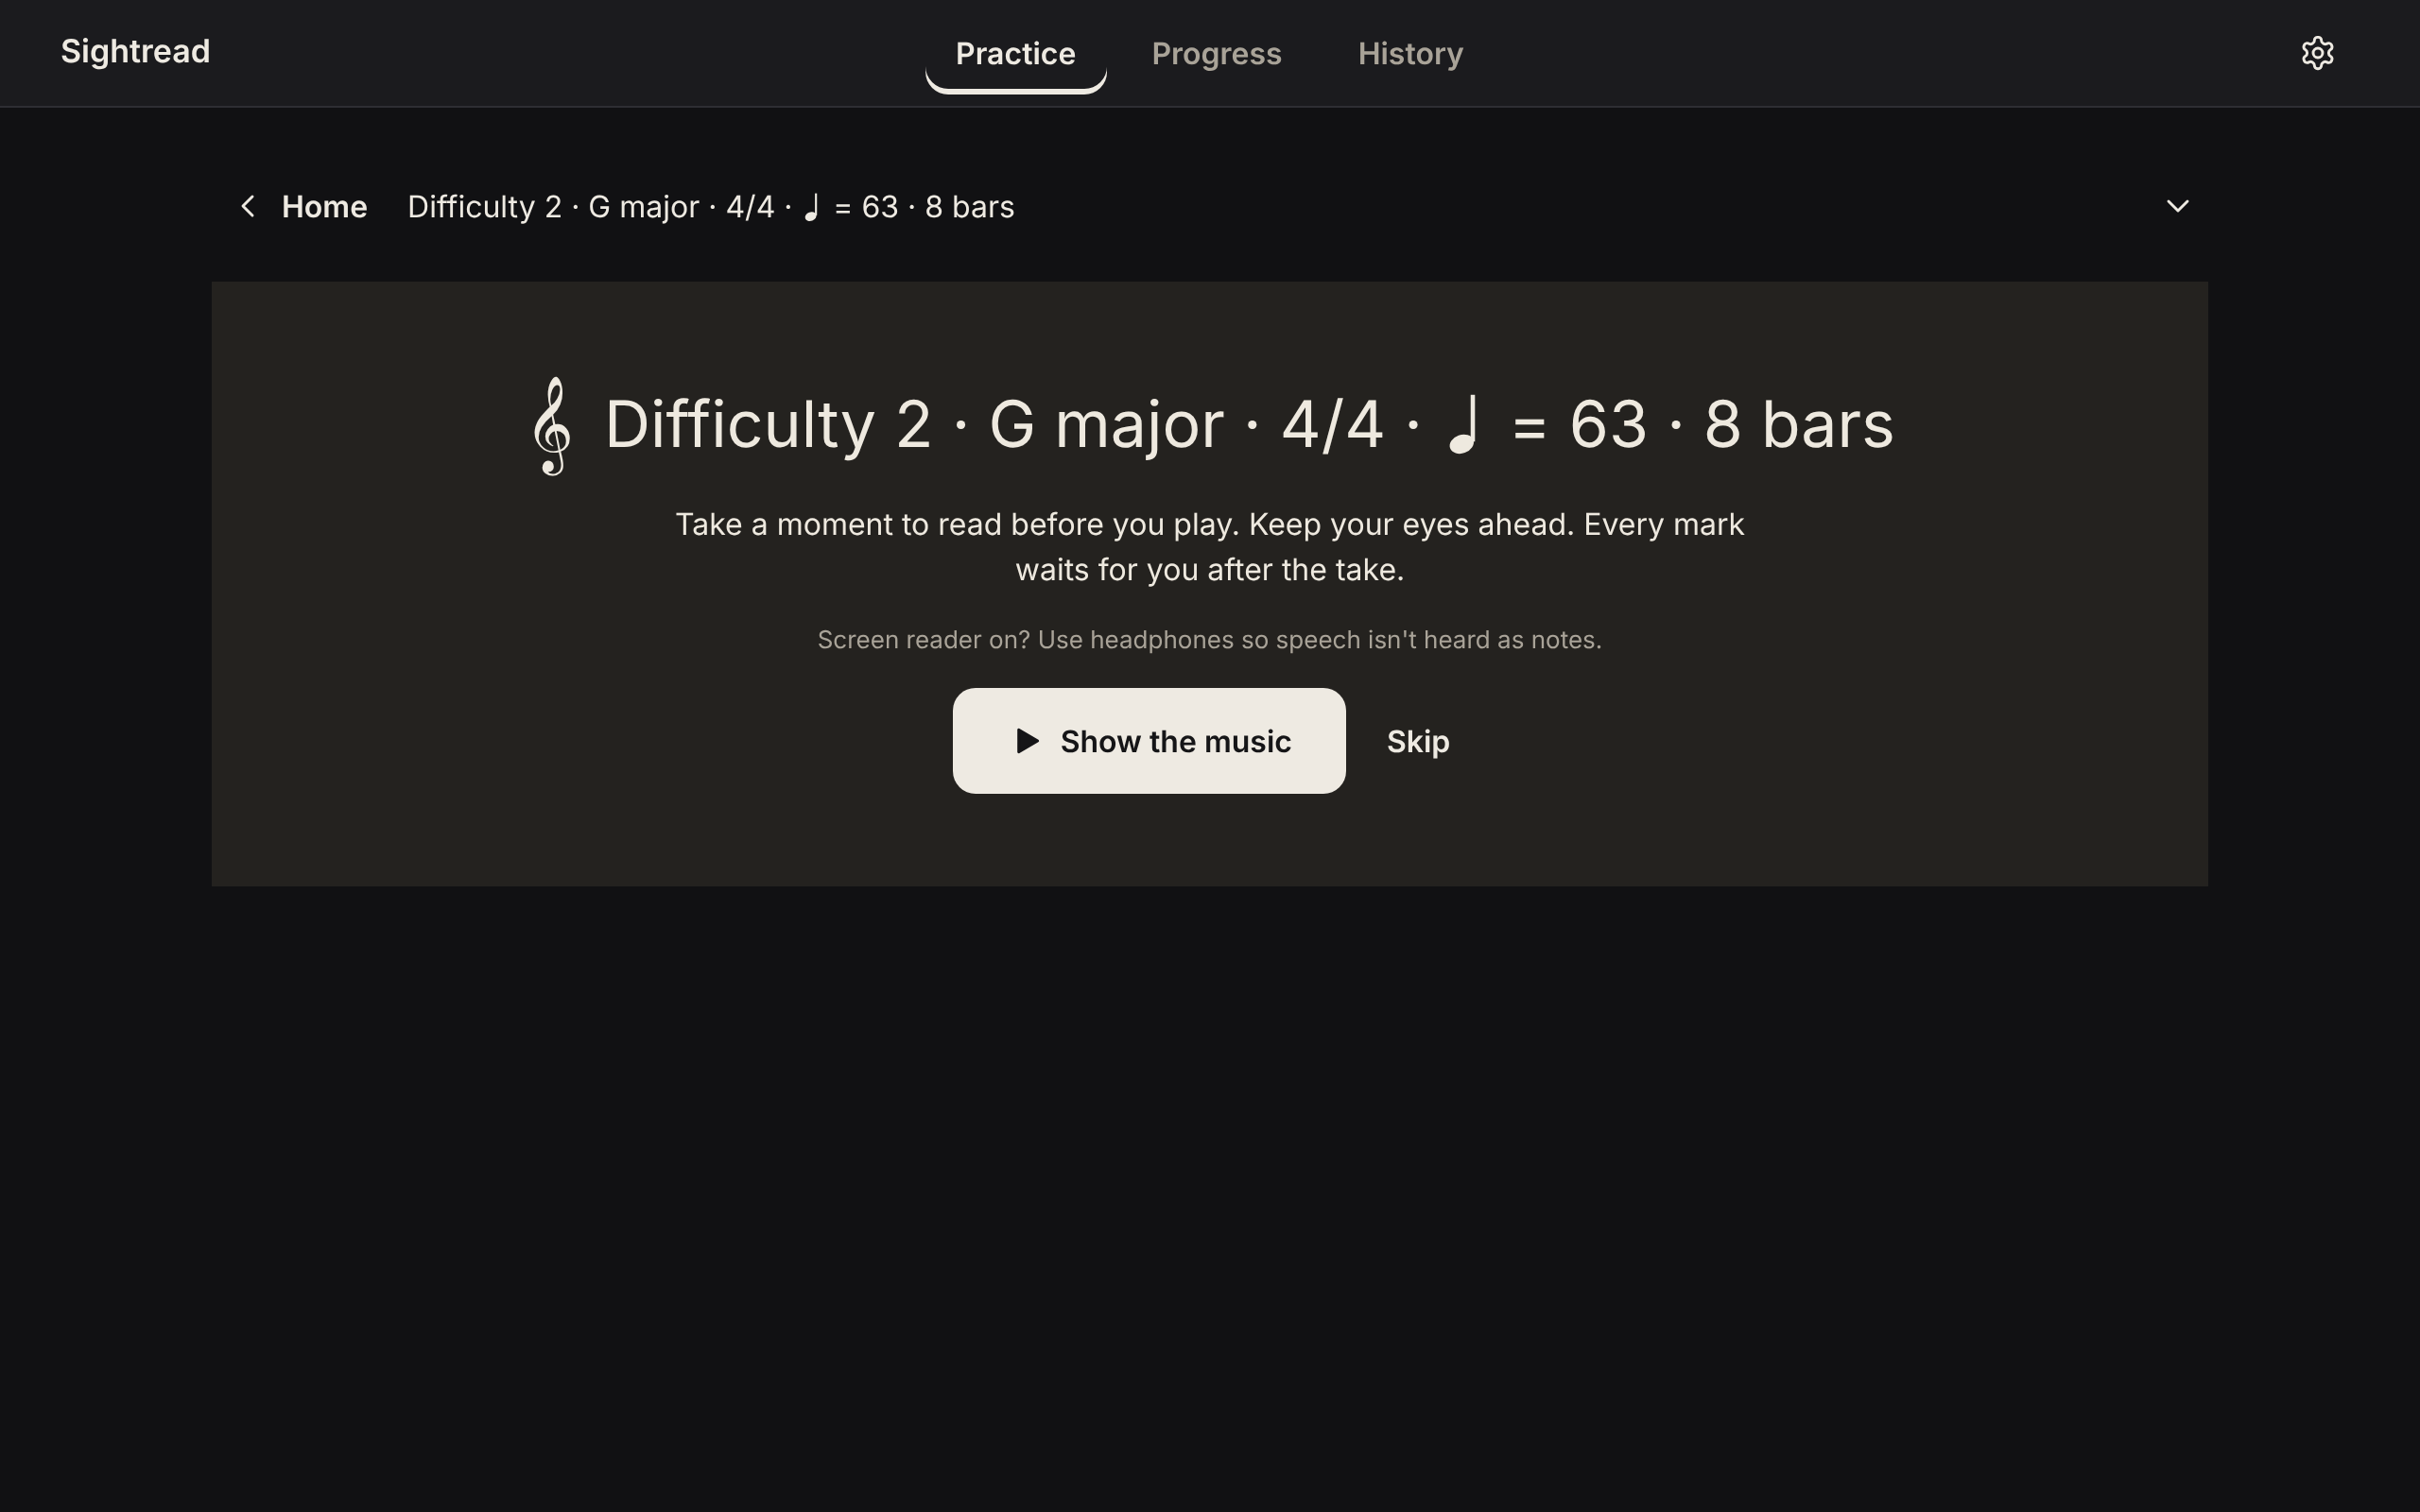 Sightread
Practice
Progress
History
Home
Difficulty 2 · G major · 4/4 · ♩ = 63 · 8 bars
𝄞 Difficulty 2 · G major · 4/4 · ♩ = 63 · 8 bars
Take a moment to read before you play. Keep your eyes ahead. Every mark
waits for you after the take.
Screen reader on? Use headphones so speech isn't heard as notes.
Show the music
Skip